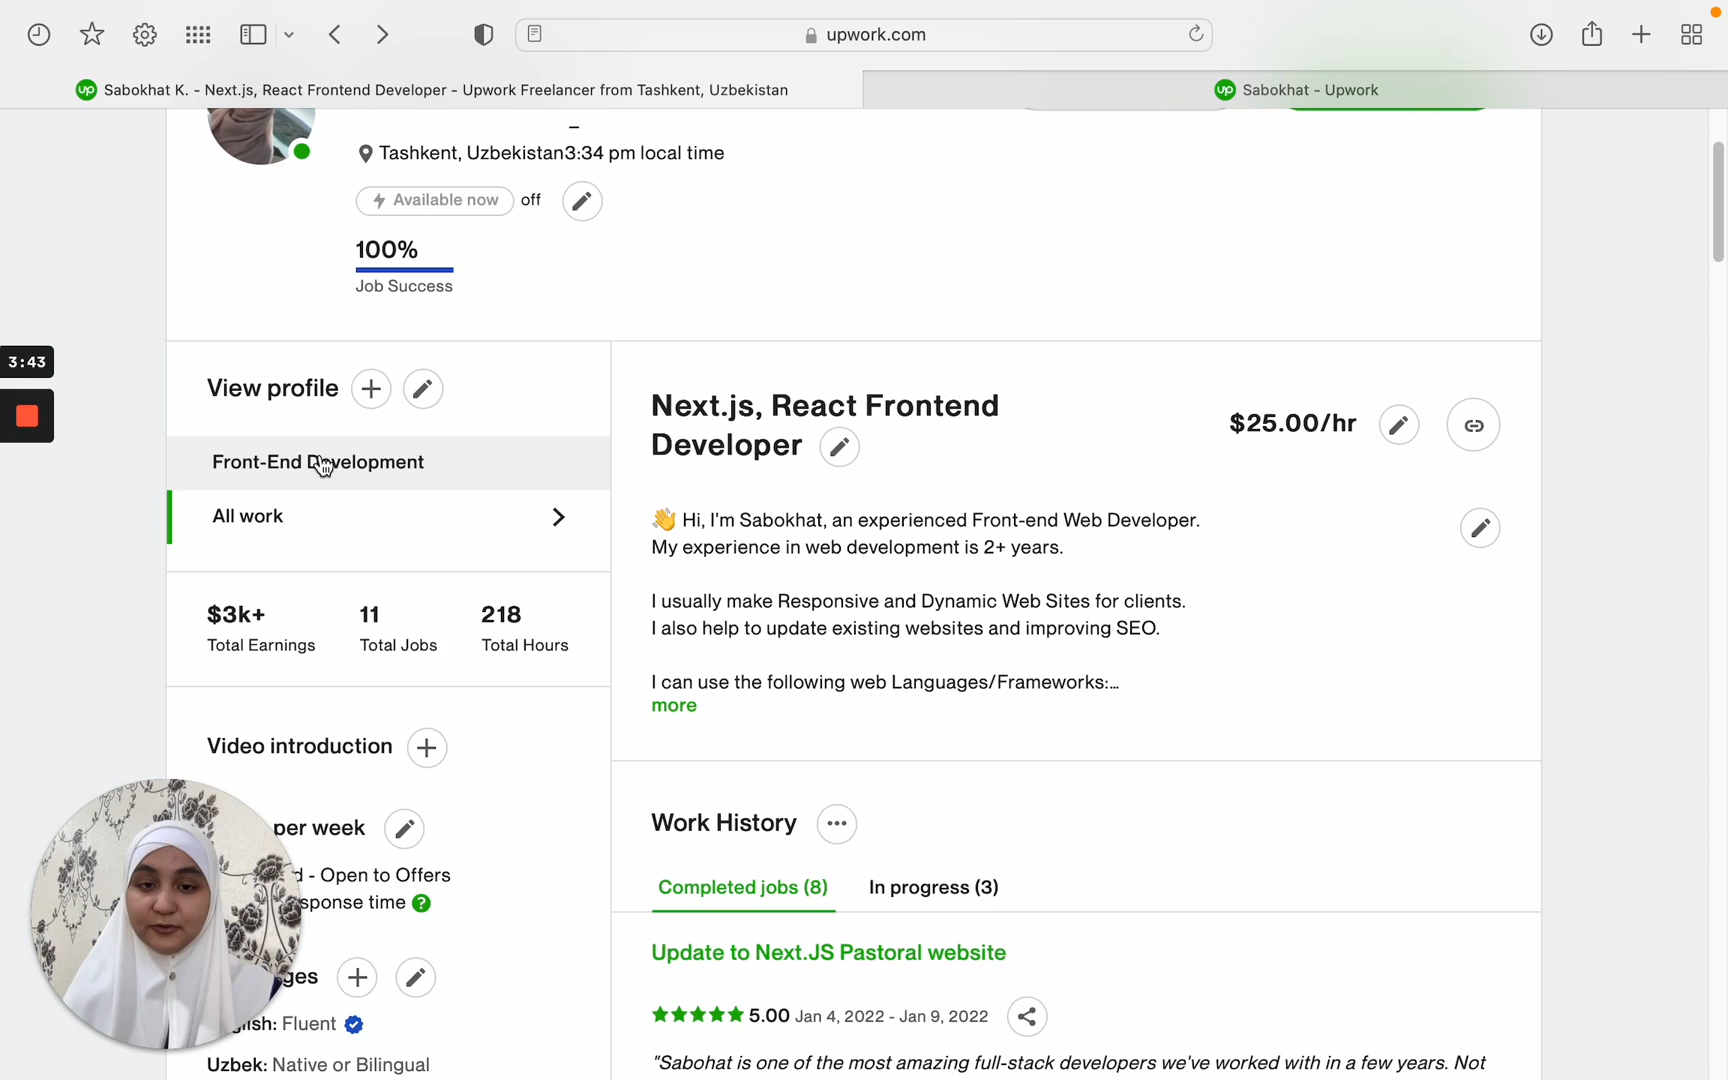 upwork.com
up Sabokhat K. - Next.js, React Frontend Developer - Upwork Freelancer from Tashkent, Uzbekistan
up Sabokhat - Upwork
Tashkent, Uzbekistan3:34 pm local time
Available now off
100%
Job Success
3:43
View profile
Front-End Development
All work
$3k+ 11 218
Total Earnings Total Jobs Total Hours
Video introduction
per week
- Open to Offers
sponse time ?
ges
glish: Fluent
Uzbek: Native or Bilingual
Next.js, React Frontend
Developer
$25.00/hr
👋 Hi, I'm Sabokhat, an experienced Front-end Web Developer.
My experience in web development is 2+ years.
I usually make Responsive and Dynamic Web Sites for clients.
I also help to update existing websites and improving SEO.
I can use the following web Languages/Frameworks:...
more
Work History
Completed jobs (8) In progress (3)
Update to Next.JS Pastoral website
5.00 Jan 4, 2022 - Jan 9, 2022
"Sabohat is one of the most amazing full-stack developers we've worked with in a few years. Not